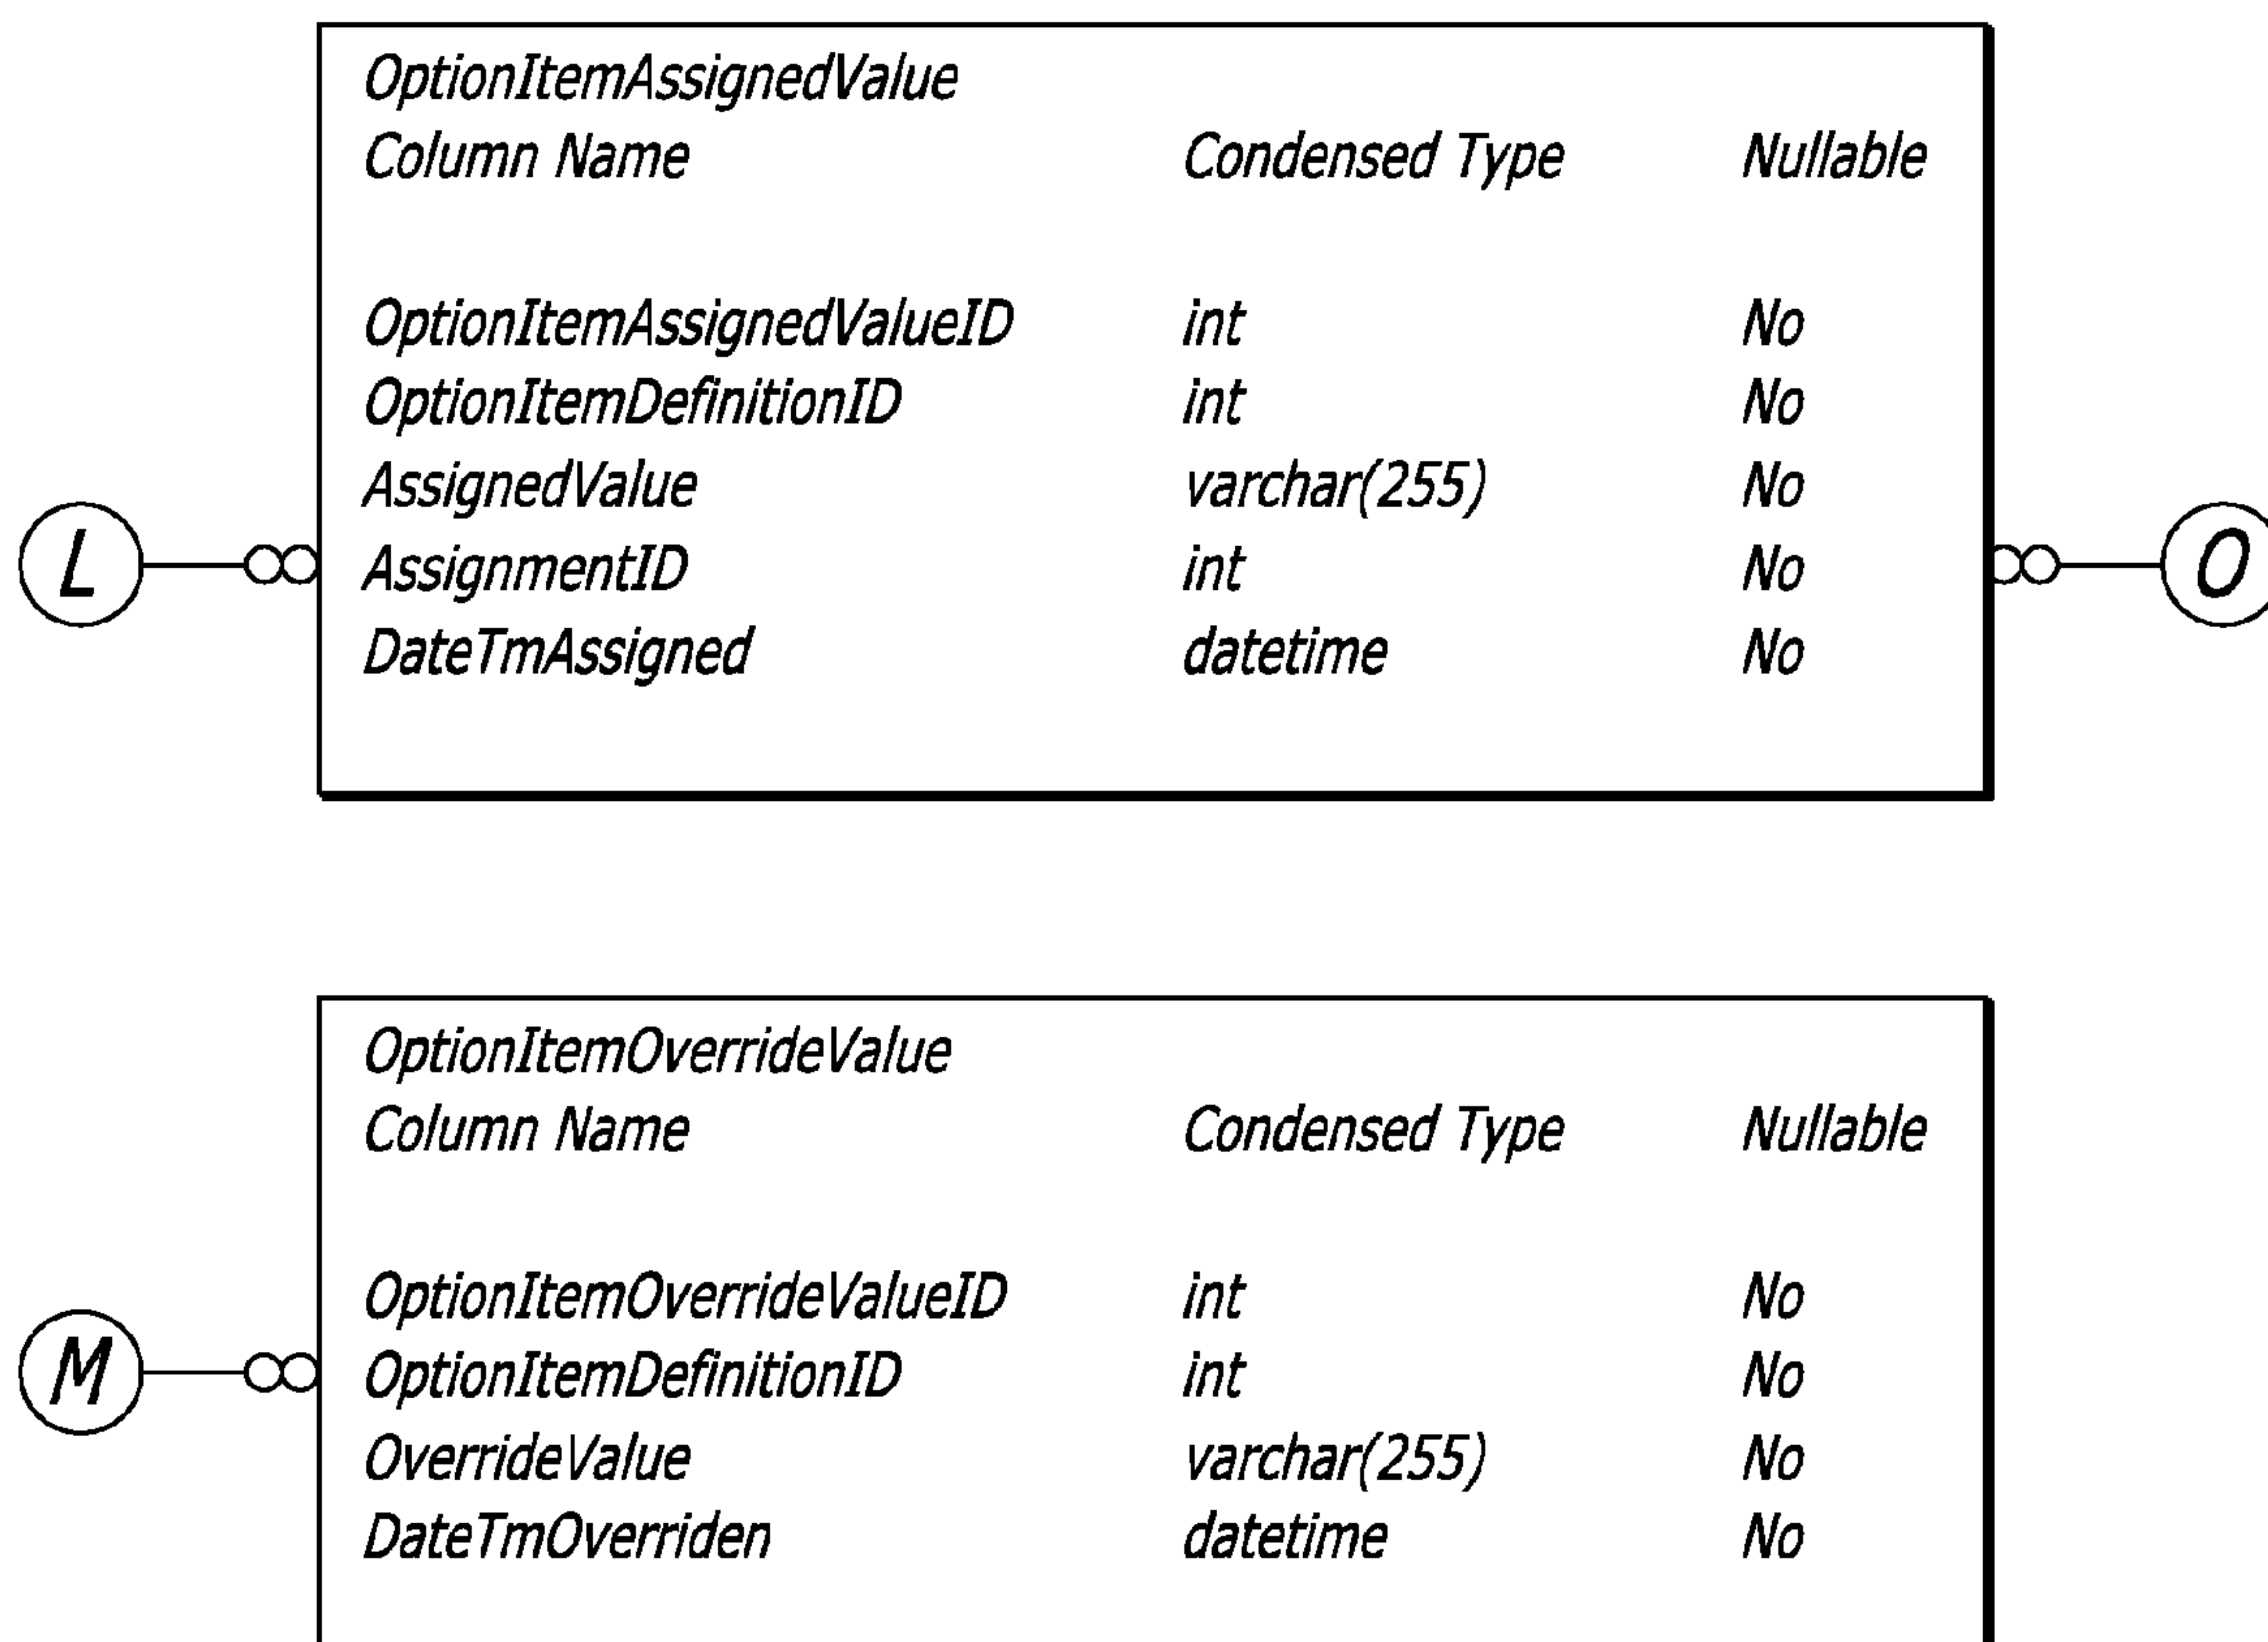 OptionItemAssignedValue
Column Name Condensed Type Nullable
OptionItemAssignedValueID int No
OptionItemDefinitionID int No
AssignedValue varchar(255) No
L AssignmentID int No O
DateTmAssigned datetime No
OptionItemOverrideValue
Column Name Condensed Type Nullable
OptionItemOverrideValueID int No
M OptionItemDefinitionID int No
OverrideValue varchar(255) No
DateTmOverriden datetime No